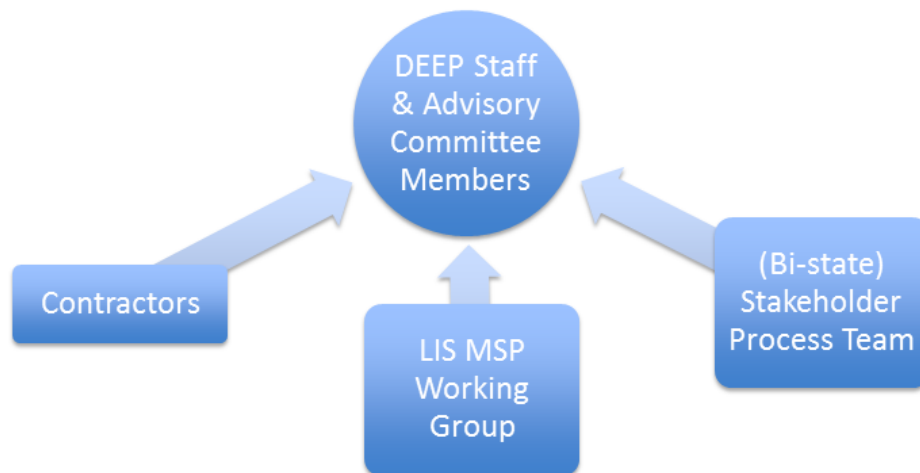 DEEP Staff
& Advisory
Committee
Members
Contractors
LIS MSP
Working
Group
(Bi-state)
Stakeholder
Process Team